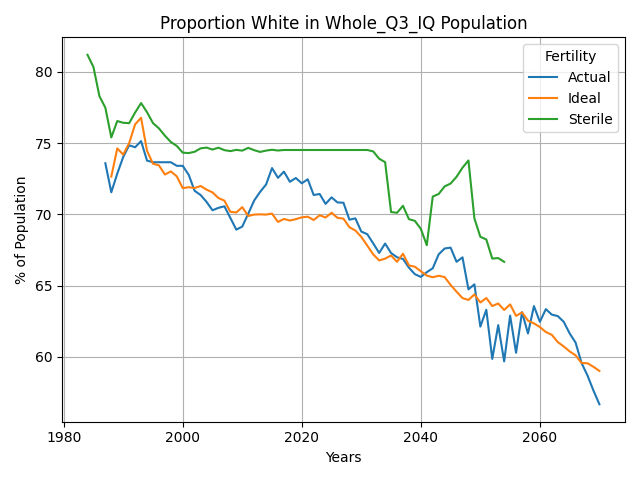 Proportion White in Whole_Q3_IQ Population
Fertility
Actual
Ideal
Sterile
% of Population
80
75
70
65
60
1980
2000
2020
2040
2060
Years